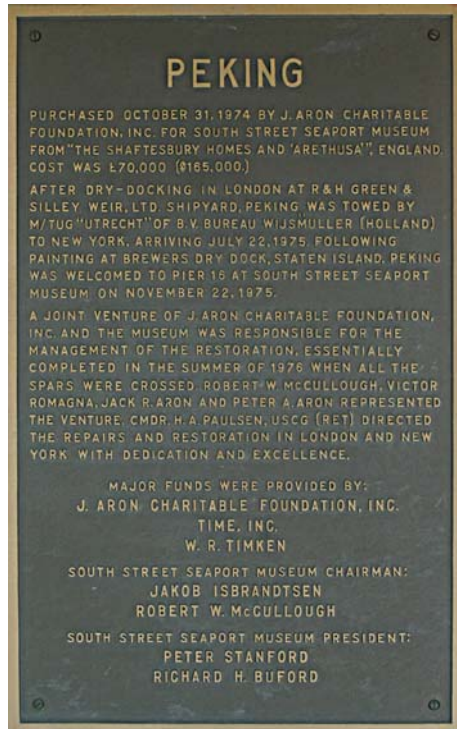 PEKING
PURCHASED OCTOBER 31, 1974 BY J. ARON CHARITABLE
FOUNDATION, INC. FOR SOUTH STREET SEAPORT MUSEUM
FROM "THE SHAFTESBURY HOMES AND 'ARETHUSA'", ENGLAND.
COST WAS £70,000 ($165,000.)
AFTER DRY-DOCKING IN LONDON AT R&H GREEN &
SILLEY WEIR, LTD. SHIPYARD, PEKING WAS TOWED BY
M/TUG "UTRECHT" OF B.V. BUREAU WIJSMULLER (HOLLAND)
TO NEW YORK, ARRIVING JULY 22, 1975. FOLLOWING
PAINTING AT BREWERS DRY DOCK, STATEN ISLAND, PEKING
WAS WELCOMED TO PIER 16 AT SOUTH STREET SEAPORT
MUSEUM ON NOVEMBER 22, 1975.
A JOINT VENTURE OF J. ARON CHARITABLE FOUNDATION,
INC. AND THE MUSEUM WAS RESPONSIBLE FOR THE
MANAGEMENT OF THE RESTORATION, ESSENTIALLY
COMPLETED IN THE SUMMER OF 1976 WHEN ALL THE
SPARS WERE CROSSED. ROBERT W. McCULLOUGH, VICTOR
ROMAGNA, JACK R. ARON AND PETER A. ARON REPRESENTED
THE VENTURE. CMDR. H.A. PAULSEN, USCG (RET) DIRECTED
THE REPAIRS AND RESTORATION IN LONDON AND NEW
YORK WITH DEDICATION AND EXCELLENCE.
MAJOR FUNDS WERE PROVIDED BY:
J. ARON CHARITABLE FOUNDATION, INC.
TIME, INC.
W. R. TIMKEN
SOUTH STREET SEAPORT MUSEUM CHAIRMAN:
JAKOB ISBRANDTSEN
ROBERT W. McCULLOUGH
SOUTH STREET SEAPORT MUSEUM PRESIDENT:
PETER STANFORD
RICHARD H. BUFORD